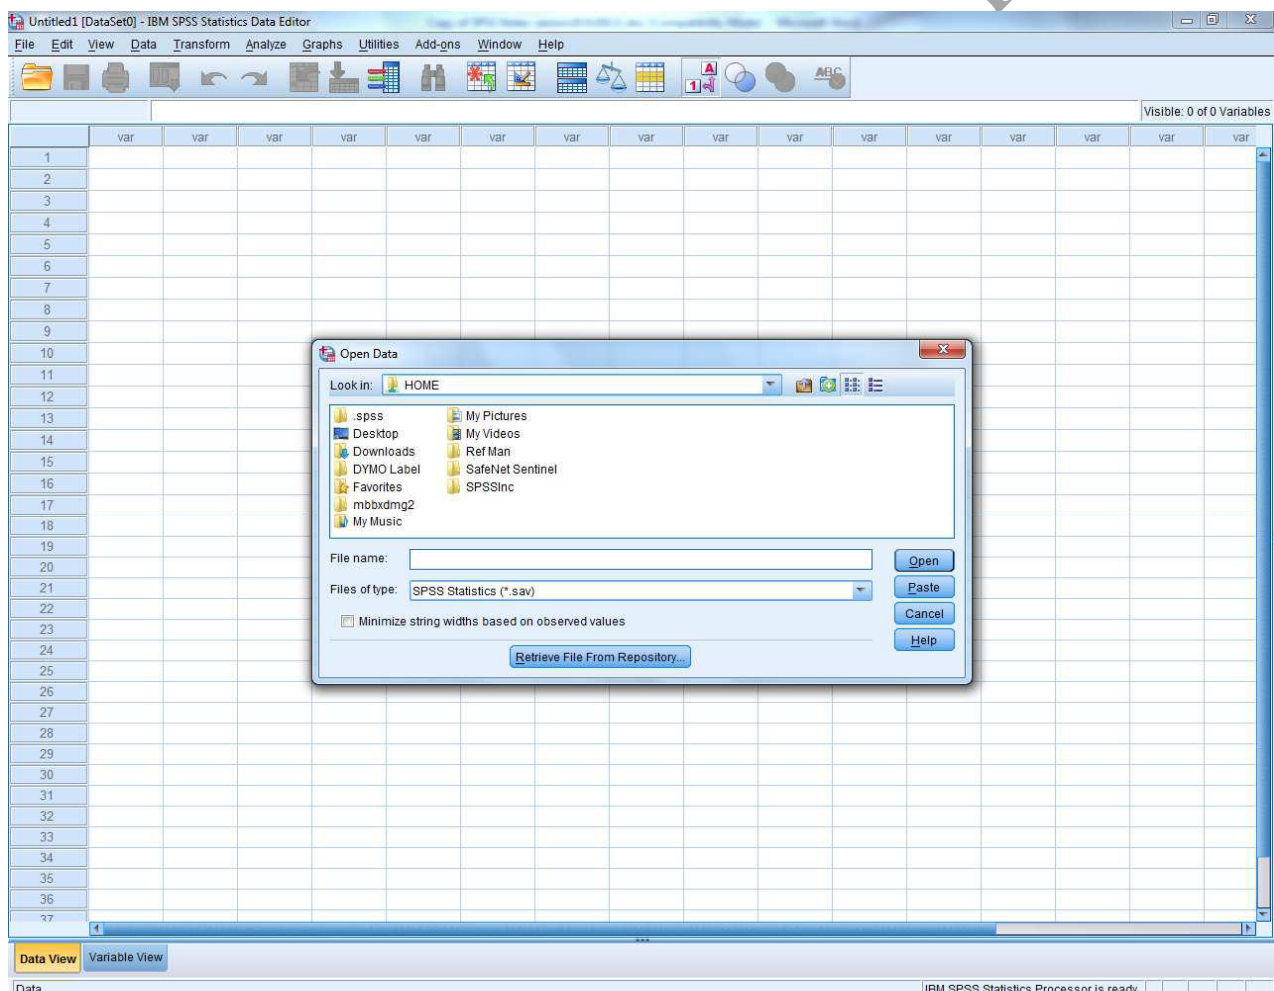 Untitled1 [DataSet0] - IBM SPSS Statistics Data Editor
File Edit View Data Transform Analyze Graphs Utilities Add-ons Window Help
A
1
ABC
Visible: 0 of 0 Variables
var var var var var var var var var var var var var var var var
1
2
3
4
5
6
7
8
9
10
11
12
13
14
15
16
17
18
19
20
21
22
23
24
25
26
27
28
29
30
31
32
33
34
35
36
37
Open Data
Look in: HOME
.spss My Pictures
Desktop My Videos
Downloads Ref Man
DYMO Label SafeNet Sentinel
Favorites SPSSInc
mbbxdmg2
My Music
File name: Open
Files of type: SPSS Statistics (*.sav) Paste
Minimize string widths based on observed values Cancel
Help
Retrieve File From Repository...
Data View Variable View
Data IBM SPSS Statistics Processor is ready